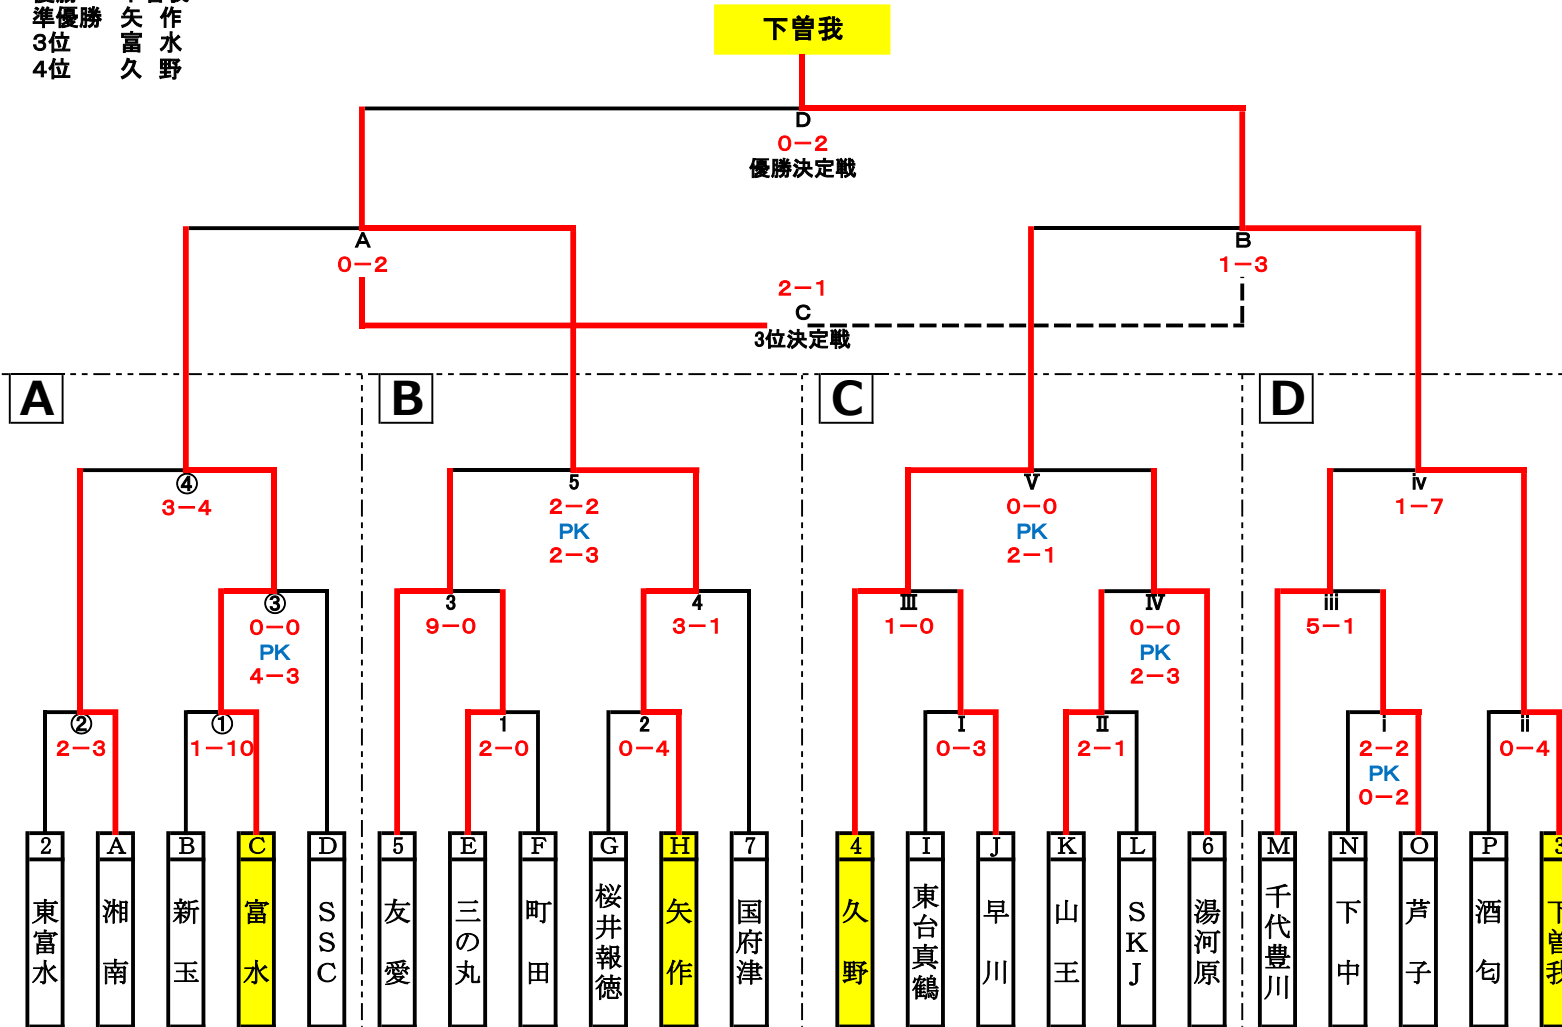 準優勝 矢 作
3位 富 水
4位 久 野
下曽我
D
0-2
優勝決定戦
A
0-2
B
1-3
2-1
C
3位決定戦
A
B
C
D
④
3-4
5
2-2
PK
2-3
V
0-0
PK
2-1
iv
1-7
③
0-0
PK
4-3
3
9-0
4
3-1
Ⅲ
1-0
Ⅳ
0-0
PK
2-3
iii
5-1
②
2-3
①
1-10
1
2-0
2
0-4
I
0-3
Ⅱ
2-1
i
2-2
PK
0-2
ii
0-4
2 A B C D 5 E F G H 7 4 I J K L 6 M N O P 3
東富水
湘南
新玉
富水
SSC
友愛
三の丸
町田
桜井報徳
矢作
国府津
久野
東台真鶴
早川
山王
SKJ
湯河原
千代豊川
下中
芦子
酒匂
下曽我